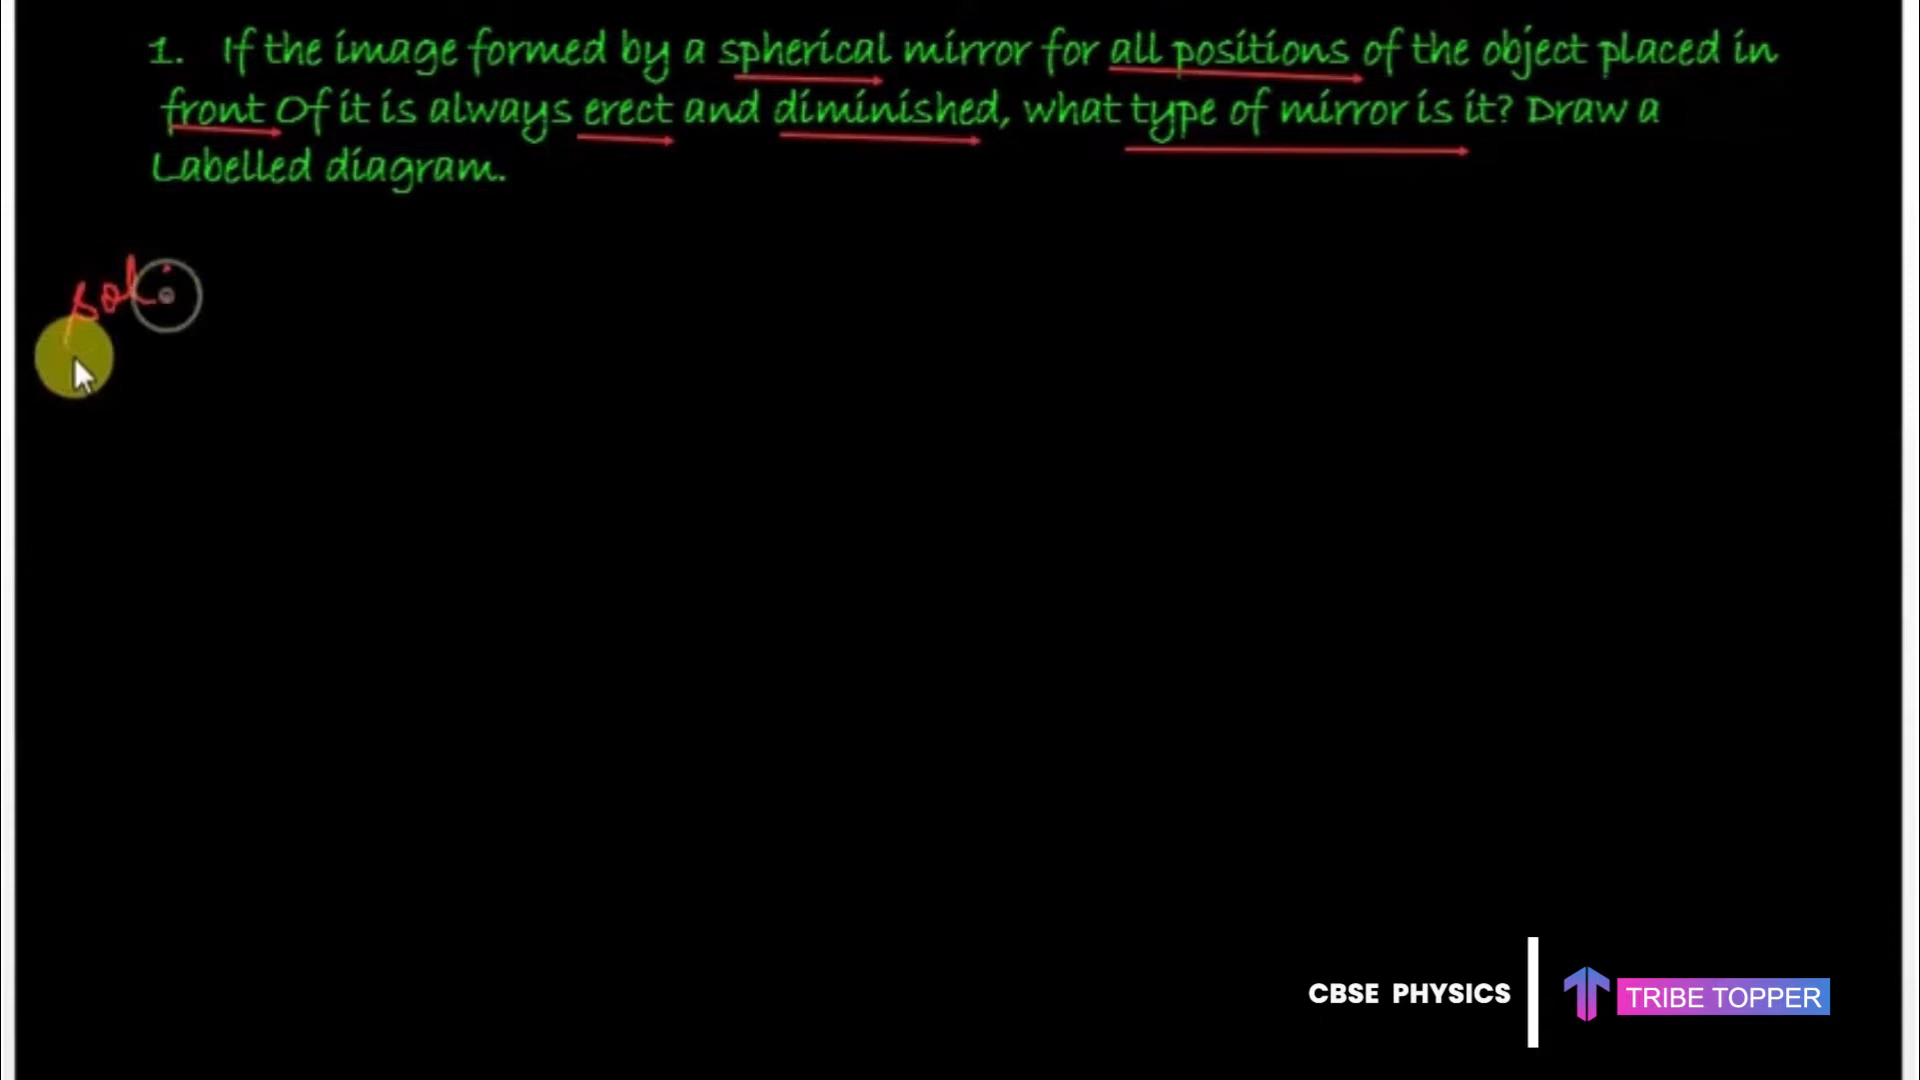 1. If the image formed by a spherical mirror for all positions of the object placed in
front Of it is always erect and diminished, what type of mirror is it? Draw a
Labelled diagram.
sol:
CBSE PHYSICS
TRIBE TOPPER